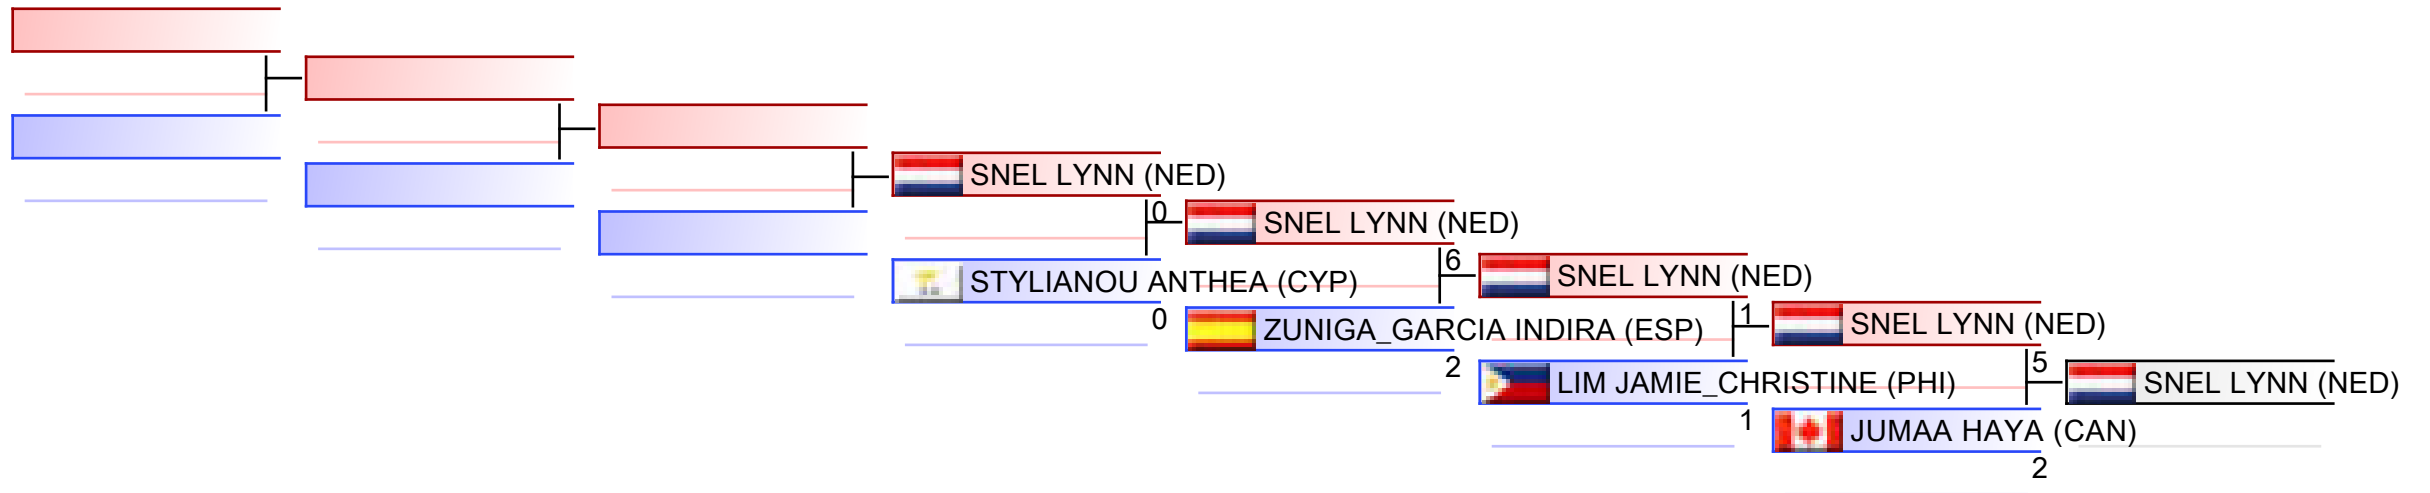 SNEL LYNN (NED)
0
SNEL LYNN (NED)
6
SNEL LYNN (NED)
STYLIANOU ANTHEA (CYP)
0
ZUNIGA_GARCIA INDIRA (ESP)
1
SNEL LYNN (NED)
2
LIM JAMIE_CHRISTINE (PHI)
5
SNEL LYNN (NED)
1
JUMAA HAYA (CAN)
2